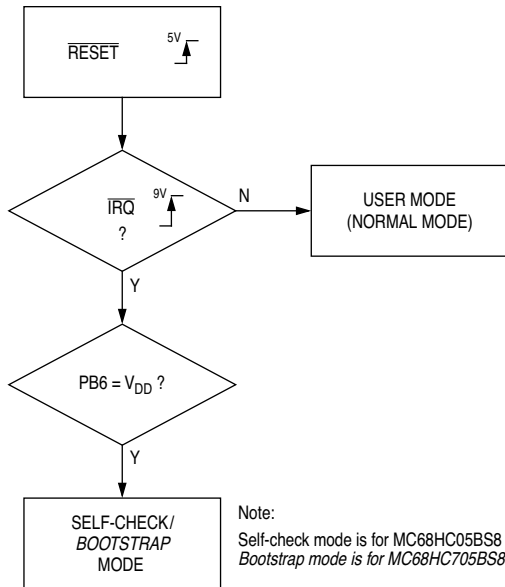 RESET 5V
9V
IRQ
?
N
USER MODE
(NORMAL MODE)
Y
PB6 = VDD ?
Y
SELF-CHECK/
BOOTSTRAP
MODE
Note:
Self-check mode is for MC68HC05BS8
Bootstrap mode is for MC68HC705BS8